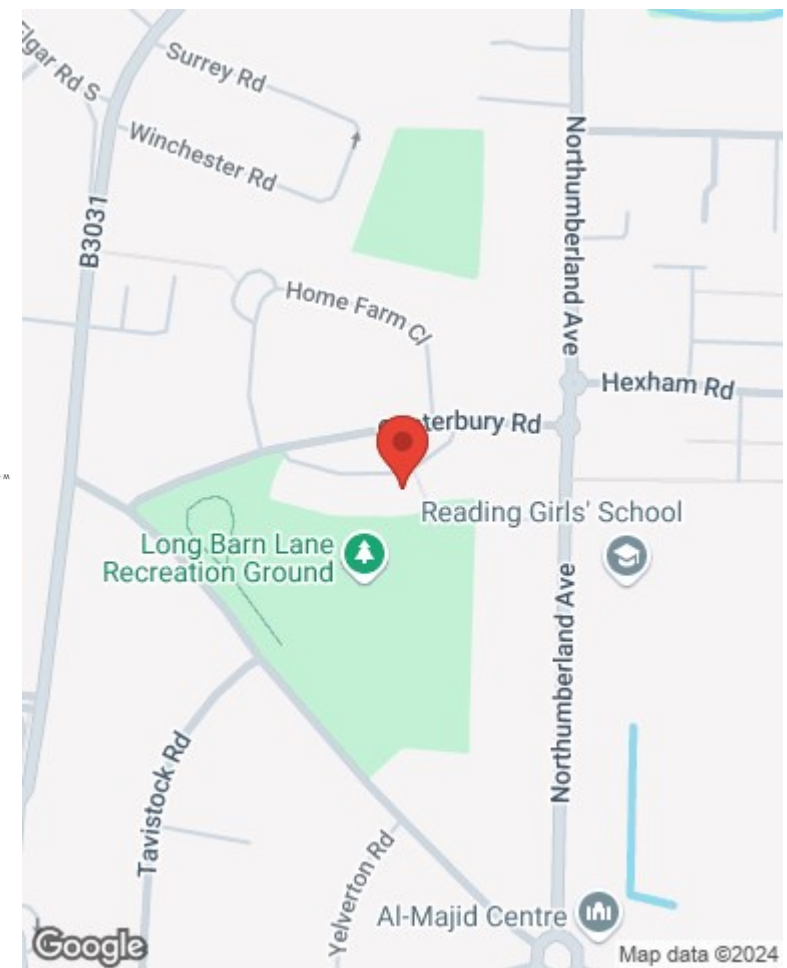 Elgar Rd S
Surrey Rd
Winchester Rd
B3031
Northumberland Ave
Home Farm Cl
Hexham Rd
terbury Rd
Reading Girls' School
Long Barn Lane
Recreation Ground
Northumberland Ave
Tavistock Rd
Yelverton Rd
Al-Majid Centre
Google
Map data ©2024